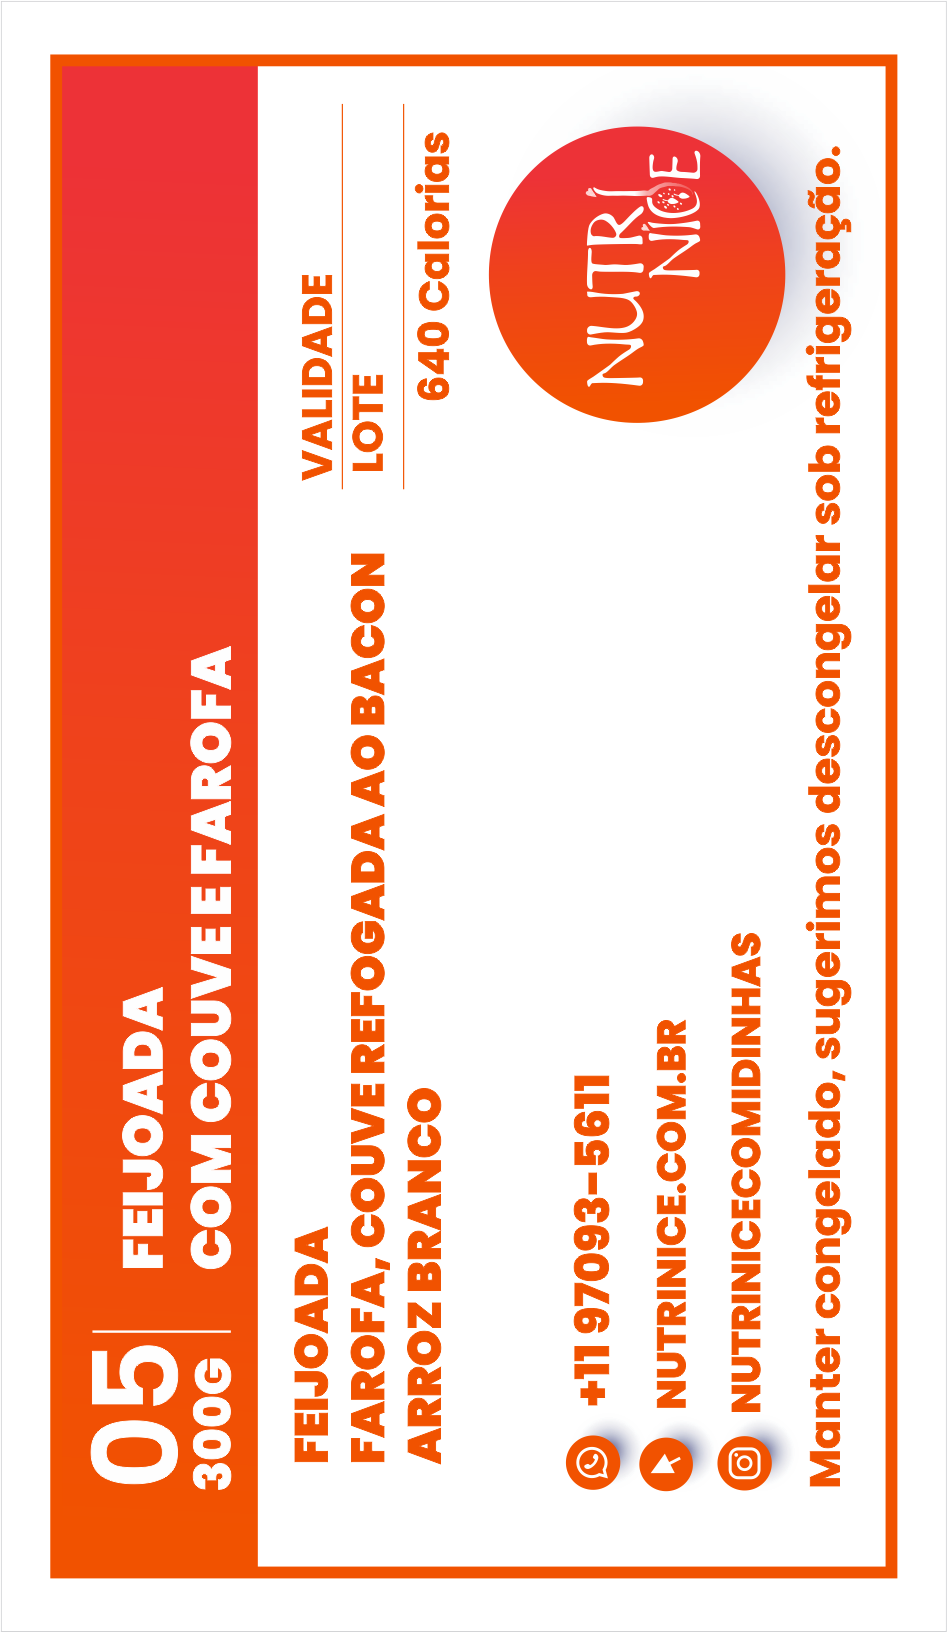 05
300G
FEIJOADA
COM COUVE E FAROFA
FEIJOADA
FAROFA, COUVE REFOGADA AO BACON
ARROZ BRANCO
VALIDADE
LOTE
640 Calorias
+11 97093-5611
NUTRINICE.COM.BR
NUTRINICECOMIDINHAS
NUTRÍ
NICE
Manter congelado, sugerimos descongelar sob refrigeração.